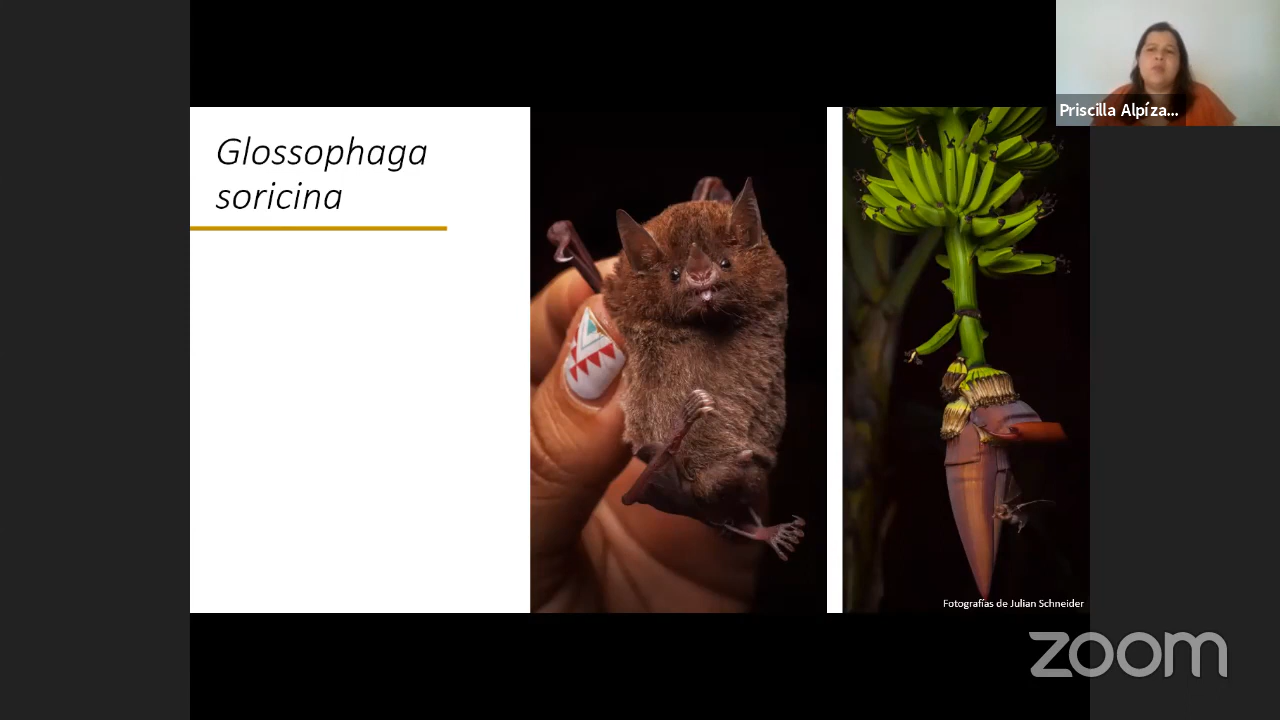 Priscilla Alpíza...
Glossophaga
soricina
Fotografías de Julian Schneider
zoom